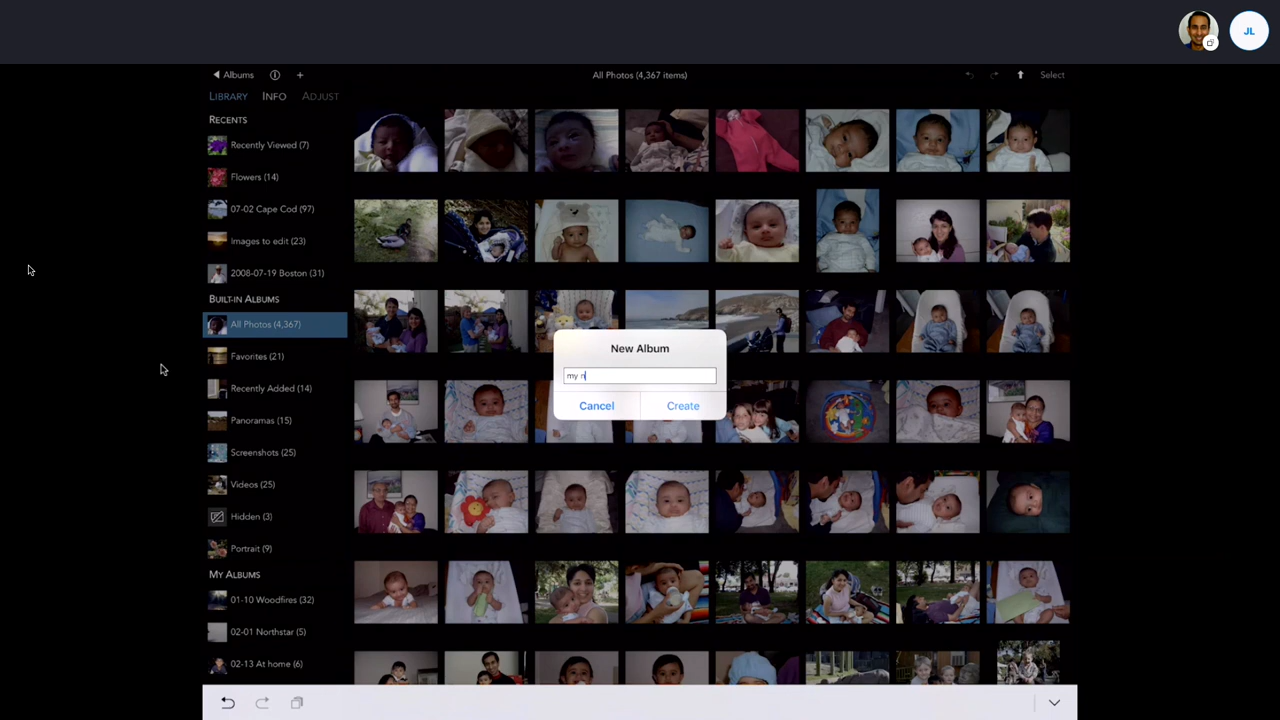 JL
Albums
+
All Photos (4,367 items)
Select
LIBRARY INFO ADJUST
RECENTS
Recently Viewed (7)
Flowers (14)
07-02 Cape Cod (97)
Images to edit (23)
2008-07-19 Boston (31)
BUILT-IN ALBUMS
All Photos (4,367)
Favorites (21)
Recently Added (14)
Panoramas (15)
Screenshots (25)
Videos (25)
Hidden (3)
Portrait (9)
MY ALBUMS
01-10 Woodfires (32)
02-01 Northstar (5)
02-13 At home (6)
New Album
my n
Cancel Create